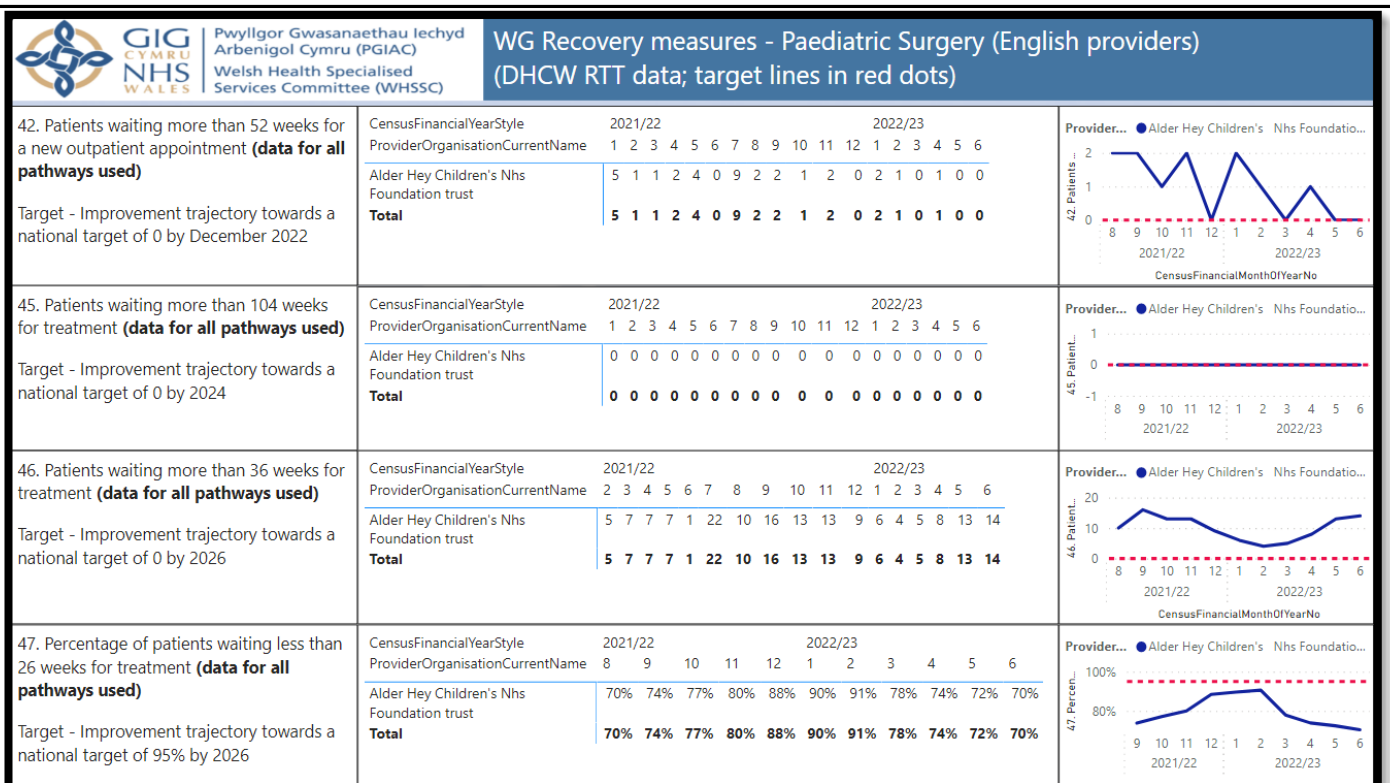 GIG
CYMRU
NHS
WALES
Pwyllgor Gwasanaethau Iechyd
Arbenigol Cymru (PGIAC)
Welsh Health Specialised
Services Committee (WHSSC)
WG Recovery measures - Paediatric Surgery (English providers)
(DHCW RTT data; target lines in red dots)
42. Patients waiting more than 52 weeks for
a new outpatient appointment (data for all
pathways used)
Target - Improvement trajectory towards a
national target of 0 by December 2022
CensusFinancialYearStyle 2021/22 2022/23
ProviderOrganisationCurrentName 1 2 3 4 5 6 7 8 9 10 11 12 1 2 3 4 5 6
Alder Hey Children's Nhs 5 1 1 2 4 0 9 2 2 1 2 0 2 1 0 1 0 0
Foundation trust
Total 5 1 1 2 4 0 9 2 2 1 2 0 2 1 0 1 0 0
Provider... Alder Hey Children's Nhs Foundatio...
42. Patients ...
2
1
0
8 9 10 11 12 1 2 3 4 5 6
2021/22 2022/23
CensusFinancialMonthOfYearNo
45. Patients waiting more than 104 weeks
for treatment (data for all pathways used)
Target - Improvement trajectory towards a
national target of 0 by 2024
CensusFinancialYearStyle 2021/22 2022/23
ProviderOrganisationCurrentName 1 2 3 4 5 6 7 8 9 10 11 12 1 2 3 4 5 6
Alder Hey Children's Nhs 0 0 0 0 0 0 0 0 0 0 0 0 0 0 0 0 0 0
Foundation trust
Total 0 0 0 0 0 0 0 0 0 0 0 0 0 0 0 0 0 0
Provider... Alder Hey Children's Nhs Foundatio...
45. Patient...
1
0
-1
8 9 10 11 12 1 2 3 4 5 6
2021/22 2022/23
46. Patients waiting more than 36 weeks for
treatment (data for all pathways used)
Target - Improvement trajectory towards a
national target of 0 by 2026
CensusFinancialYearStyle 2021/22 2022/23
ProviderOrganisationCurrentName 2 3 4 5 6 7 8 9 10 11 12 1 2 3 4 5 6
Alder Hey Children's Nhs 5 7 7 7 1 22 10 16 13 13 9 6 4 5 8 13 14
Foundation trust
Total 5 7 7 7 1 22 10 16 13 13 9 6 4 5 8 13 14
Provider... Alder Hey Children's Nhs Foundatio...
46. Patient...
20
10
0
8 9 10 11 12 1 2 3 4 5 6
2021/22 2022/23
CensusFinancialMonthOfYearNo
47. Percentage of patients waiting less than
26 weeks for treatment (data for all
pathways used)
Target - Improvement trajectory towards a
national target of 95% by 2026
CensusFinancialYearStyle 2021/22 2022/23
ProviderOrganisationCurrentName 8 9 10 11 12 1 2 3 4 5 6
Alder Hey Children's Nhs 70% 74% 77% 80% 88% 90% 91% 78% 74% 72% 70%
Foundation trust
Total 70% 74% 77% 80% 88% 90% 91% 78% 74% 72% 70%
Provider... Alder Hey Children's Nhs Foundatio...
47. Percen...
100%
80%
9 10 11 12 1 2 3 4 5 6
2021/22 2022/23